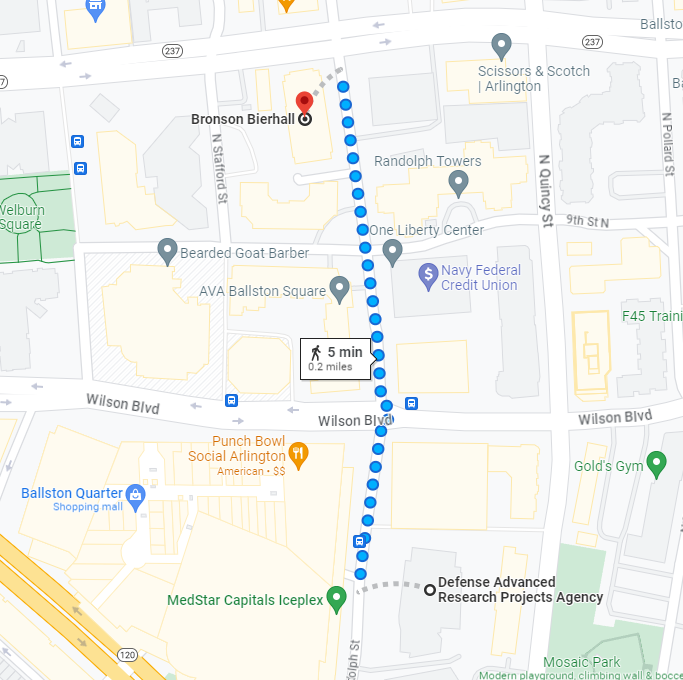 Ballsto
237
237
7
Scissors & Scotch
| Arlington
Bronson Bierhall
N Stafford St
N Pollard St
Randolph Towers
N Quincy St
Welburn
Square
9th St N
One Liberty Center
Bearded Goat Barber
Navy Federal
Credit Union
AVA Ballston Square
F45 Traini
5 min
0.2 miles
Wilson Blvd
Wilson Blvd
Wilson Blvd
Punch Bowl
Social Arlington
American • $$
Gold's Gym
Ballston Quarter
Shopping mall
Defense Advanced
Research Projects Agency
MedStar Capitals Iceplex
olph St
120
Mosaic Park
Modern playground, climbing wall & bocce